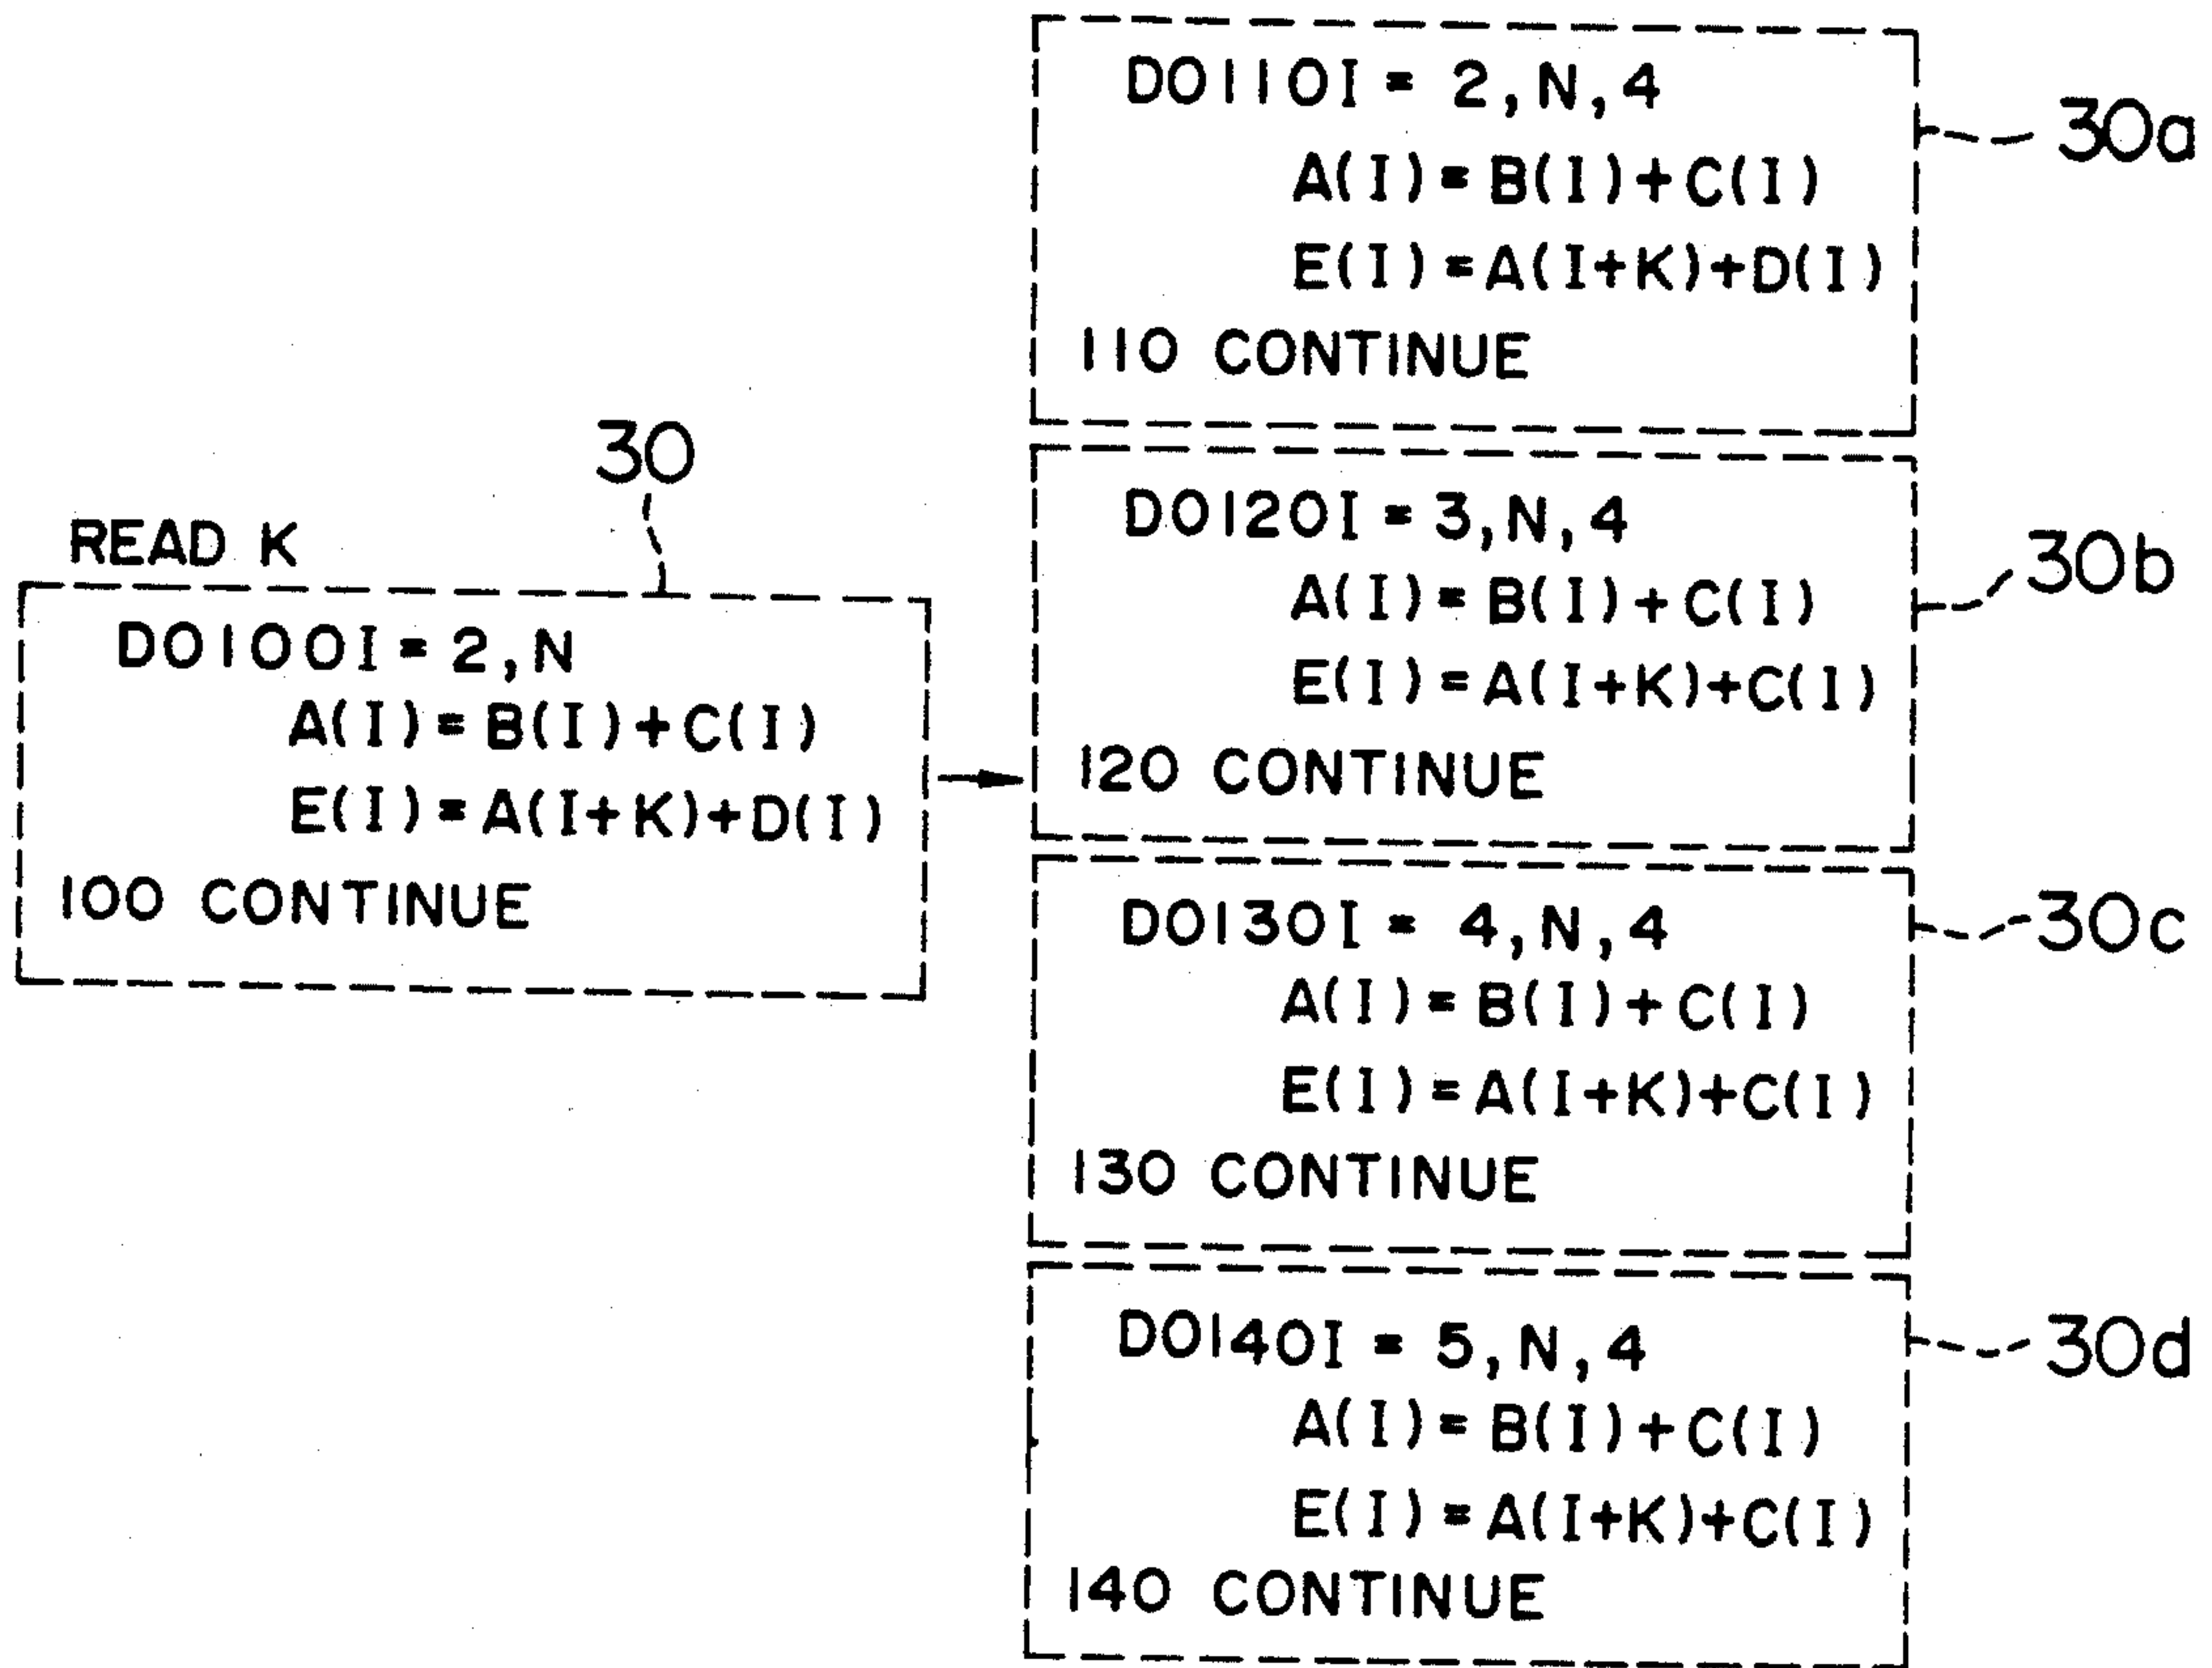 READ K
30
DO100I = 2,N
A(I) = B(I)+C(I)
E(I) = A(I+K)+D(I)
100 CONTINUE
DO110I = 2,N,4
A(I) = B(I)+C(I)
E(I) = A(I+K)+D(I)
110 CONTINUE
30a
DO120I = 3,N,4
A(I) = B(I)+C(I)
E(I) = A(I+K)+C(I)
120 CONTINUE
30b
DO130I = 4,N,4
A(I) = B(I)+C(I)
E(I) = A(I+K)+C(I)
130 CONTINUE
30c
DO140I = 5,N,4
A(I) = B(I)+C(I)
E(I) = A(I+K)+C(I)
140 CONTINUE
30d